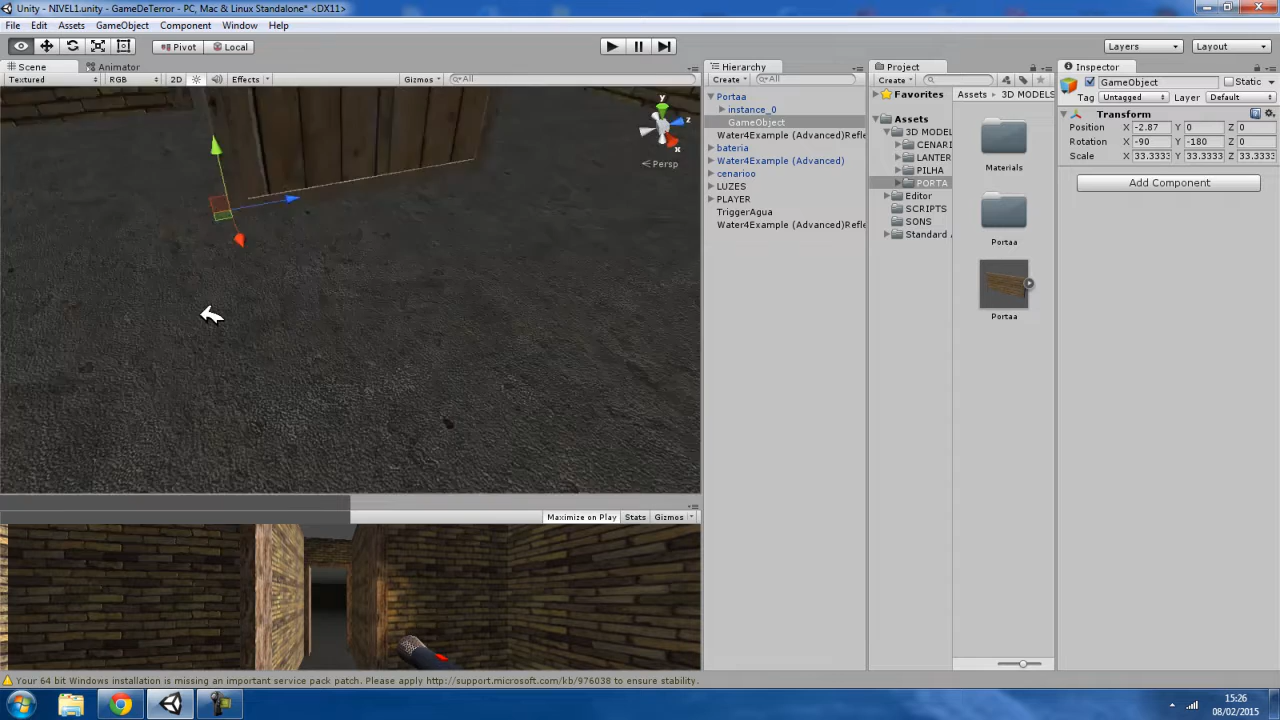 Unity - NIVEL1.unity - GameDeTerror - PC, Mac & Linux Standalone* <DX11>
File Edit Assets GameObject Component Window Help
Pivot Local Layers Layout
Scene Animator
Textured RGB 2D Effects Gizmos All
y
z
x
Persp
Maximize on Play Stats Gizmos
Hierarchy
Create All
Portaa
instance_0
GameObject
Water4Example (Advanced)Refle
bateria
Water4Example (Advanced)
cenarioo
LUZES
PLAYER
TriggerAgua
Water4Example (Advanced)Refle
Project
Create
Favorites
Assets
3D MODEL
CENARI
LANTER
PILHA
PORTA
Editor
SCRIPTS
SONS
Standard
Assets 3D MODELS
Materials
Portaa
Portaa
Inspector
GameObject Static
Tag Untagged Layer Default
Transform
Position X -2.87 Y 0 Z 0
Rotation X -90 Y -180 Z 0
Scale X 33.3333 Y 33.3333 Z 33.3333
Add Component
Your 64 bit Windows installation is missing an important service pack patch. Please apply http://support.microsoft.com/kb/976038 to ensure stability.
15:26
08/02/2015